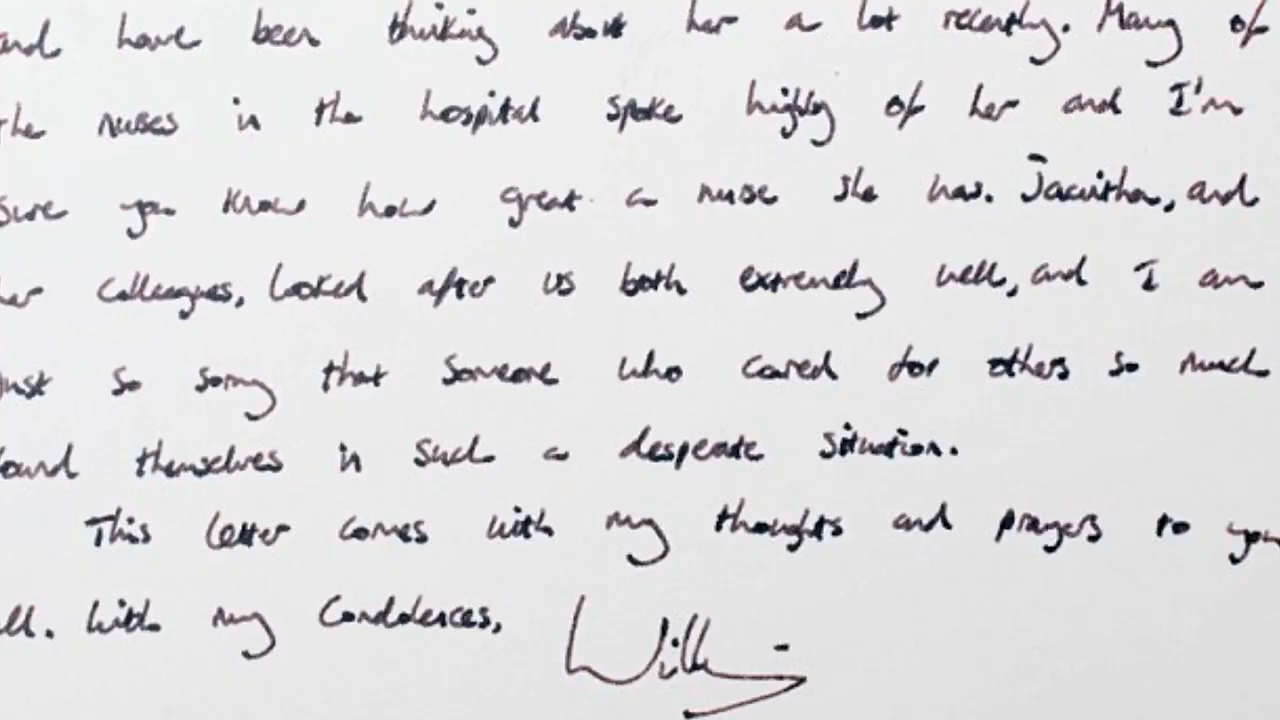 and have been thinking about her a lot recently. Many of
the nurses in the hospital spoke highly of her and I'm
sure you know how great a nurse she was. Jacintha, and
her colleagues, looked after us both extremely well, and I am
just so sorry that someone who cared for others so much
found themselves in such a desperate situation.
This letter comes with my thoughts and prayers to you
all. With my condolences, William